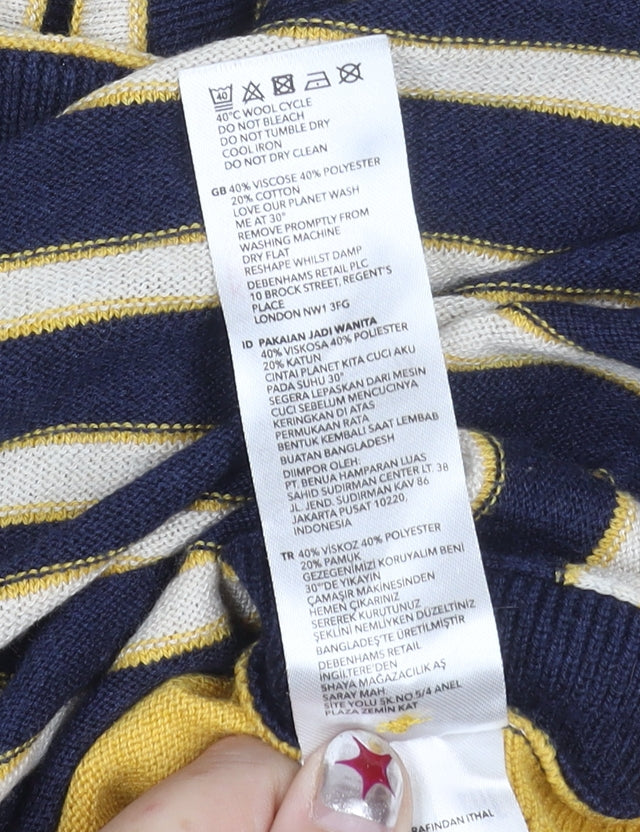 40
40°C WOOL CYCLE
DO NOT BLEACH
DO NOT TUMBLE DRY
COOL IRON
DO NOT DRY CLEAN
GB 40% VISCOSE 40% POLYESTER
20% COTTON
LOVE OUR PLANET WASH
ME AT 30°
REMOVE PROMPTLY FROM
WASHING MACHINE
DRY FLAT
RESHAPE WHILST DAMP
DEBENHAMS RETAIL PLC
10 BROCK STREET, REGENT'S
PLACE
LONDON NW1 3FG
ID PAKAIAN JADI WANITA
40% VISKOSA 40% POLIESTER
20% KATUN
CINTAI PLANET KITA CUCI AKU
PADA SUHU 30°
SEGERA LEPASKAN DARI MESIN
CUCI SEBELUM MENCUCINYA
KERINGKAN DI ATAS
PERMUKAAN RATA
BENTUK KEMBALI SAAT LEMBAB
BUATAN BANGLADESH
DIIMPOR OLEH:
PT. BENUA HAMPARAN LUAS
SAHID SUDIRMAN CENTER LT. 38
JL. JEND. SUDIRMAN KAV 86
JAKARTA PUSAT 10220,
INDONESIA
TR 40% VİSKOZ 40% POLYESTER
20% PAMUK
GEZEGENİMİZİ KORUYALIM BENİ
30°DE YIKAYIN
ÇAMAŞIR MAKİNESİNDEN
HEMEN ÇIKARINIZ
SEREREK KURUTUNUZ
ŞEKLİNİ NEMLİYKEN DÜZELTİNİZ
BANGLADEŞ'TE ÜRETİLMİŞTİR
DEBENHAMS RETAIL
İNGİLTERE'DEN
SHAYA MAĞAZACILIK AŞ
SARAY MAH.
SITE YOLU SK.NO:5/4 ANEL
PLAZA ZEMİN KAT
RAFINDAN ITHAL